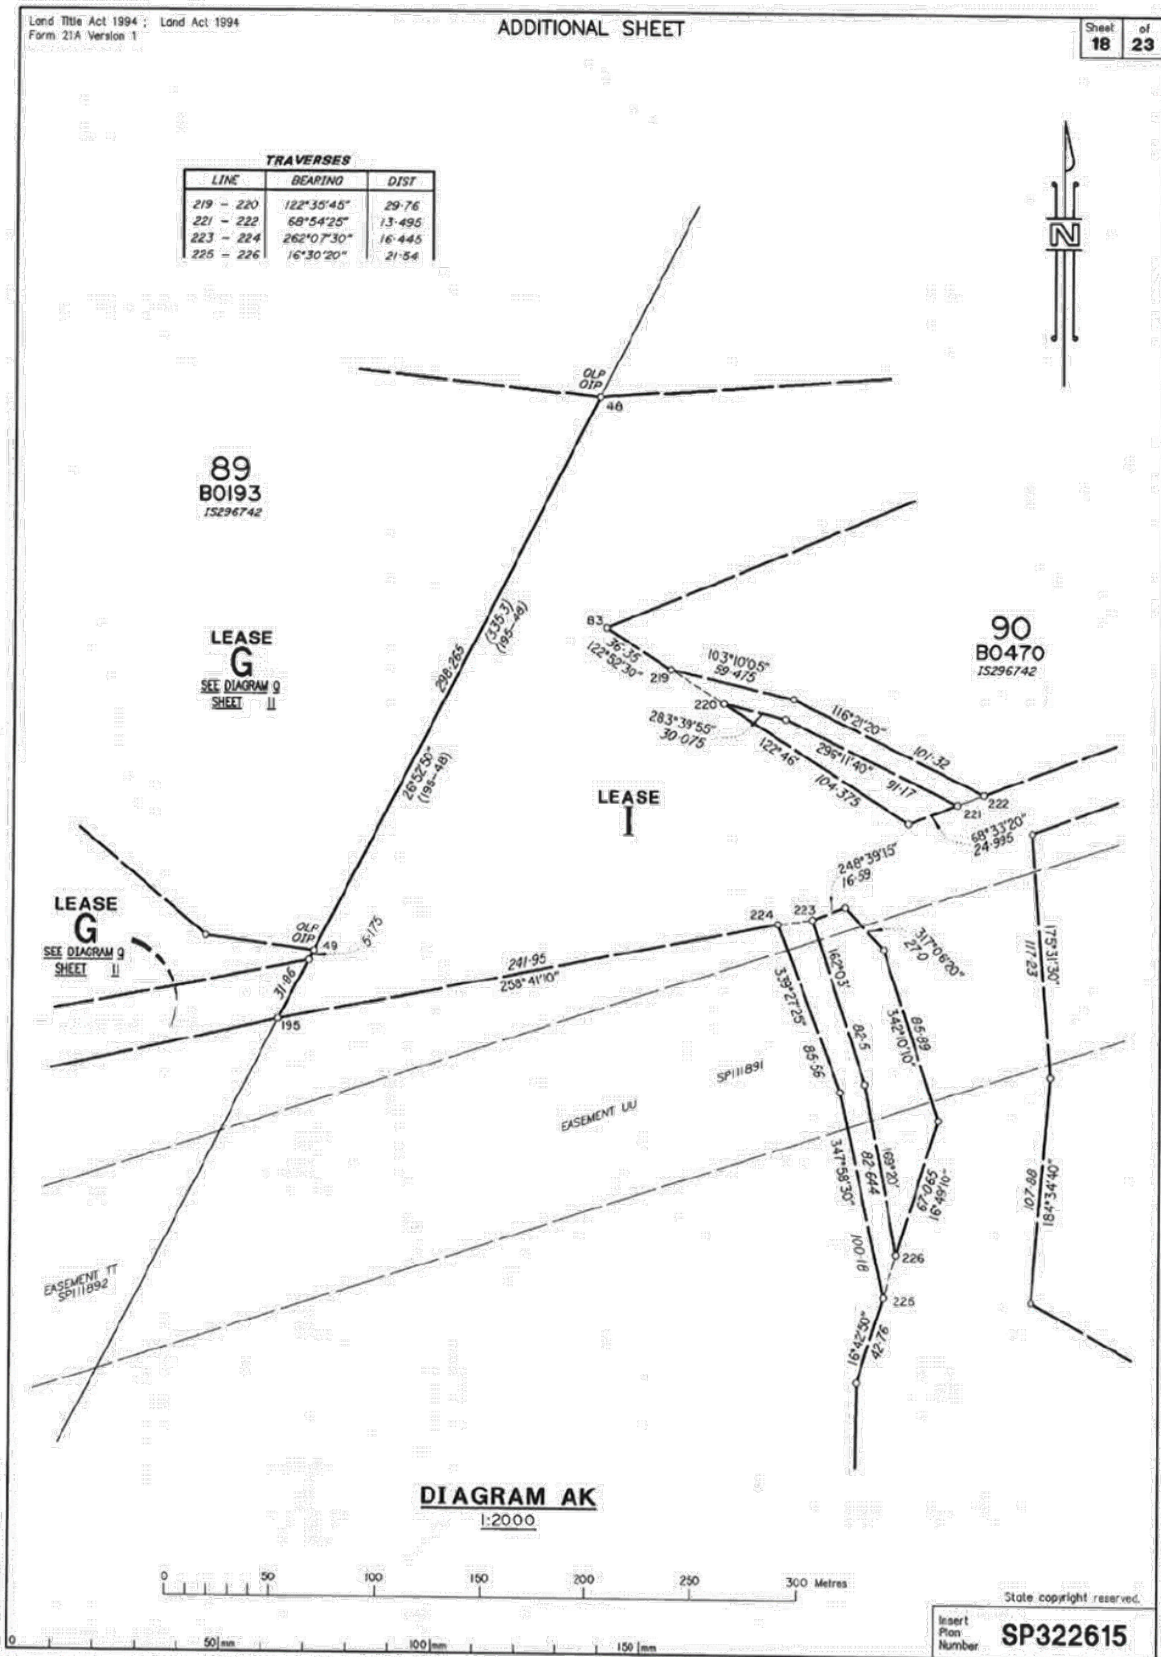 Land Title Act 1994 ; Land Act 1994
Form 21A Version 1
ADDITIONAL SHEET
Sheet 18 of 23
TRAVERSES
LINE BEARING DIST
219 - 220 122°35'45" 29·76
221 - 222 68°54'25" 13·495
223 - 224 262°07'30" 16·445
225 - 226 16°30'20" 21·54
N
OLP
OIP
48
89
BO193
IS296742
LEASE
G
SEE DIAGRAM Q
SHEET 11
298·265
(335·3)
(195-48)
26°52'50"
(195-48)
83
36·35
122°52'30"
219
103°10'05"
59·475
90
BO470
IS296742
220
283°39'55"
30·075
116°21'20"
101·32
296°11'40"
91·17
122°46'
104·375
221
222
68°33'20"
24·995
LEASE
I
248°39'15"
16·59
LEASE
G
SEE DIAGRAM Q
SHEET 11
OLP
OIP
49
5·175
31·86
195
241·95
258°41'10"
224
223
317°06'20"
27·0
162°03'
82·5
339°27'25"
85·56
85·89
342°10'10"
175°31'30"
117·23
SP111891
EASEMENT UU
347°58'30"
100·18
169°20'
82·644
67·065
16°49'10"
107·88
184°34'40"
226
225
16°42'50"
42·76
EASEMENT TT
SP111892
DIAGRAM AK
1:2000
0 50 100 150 200 250 300 Metres
State copyright reserved.
Insert
Plan
Number
SP322615
0 50 mm 100 mm 150 mm